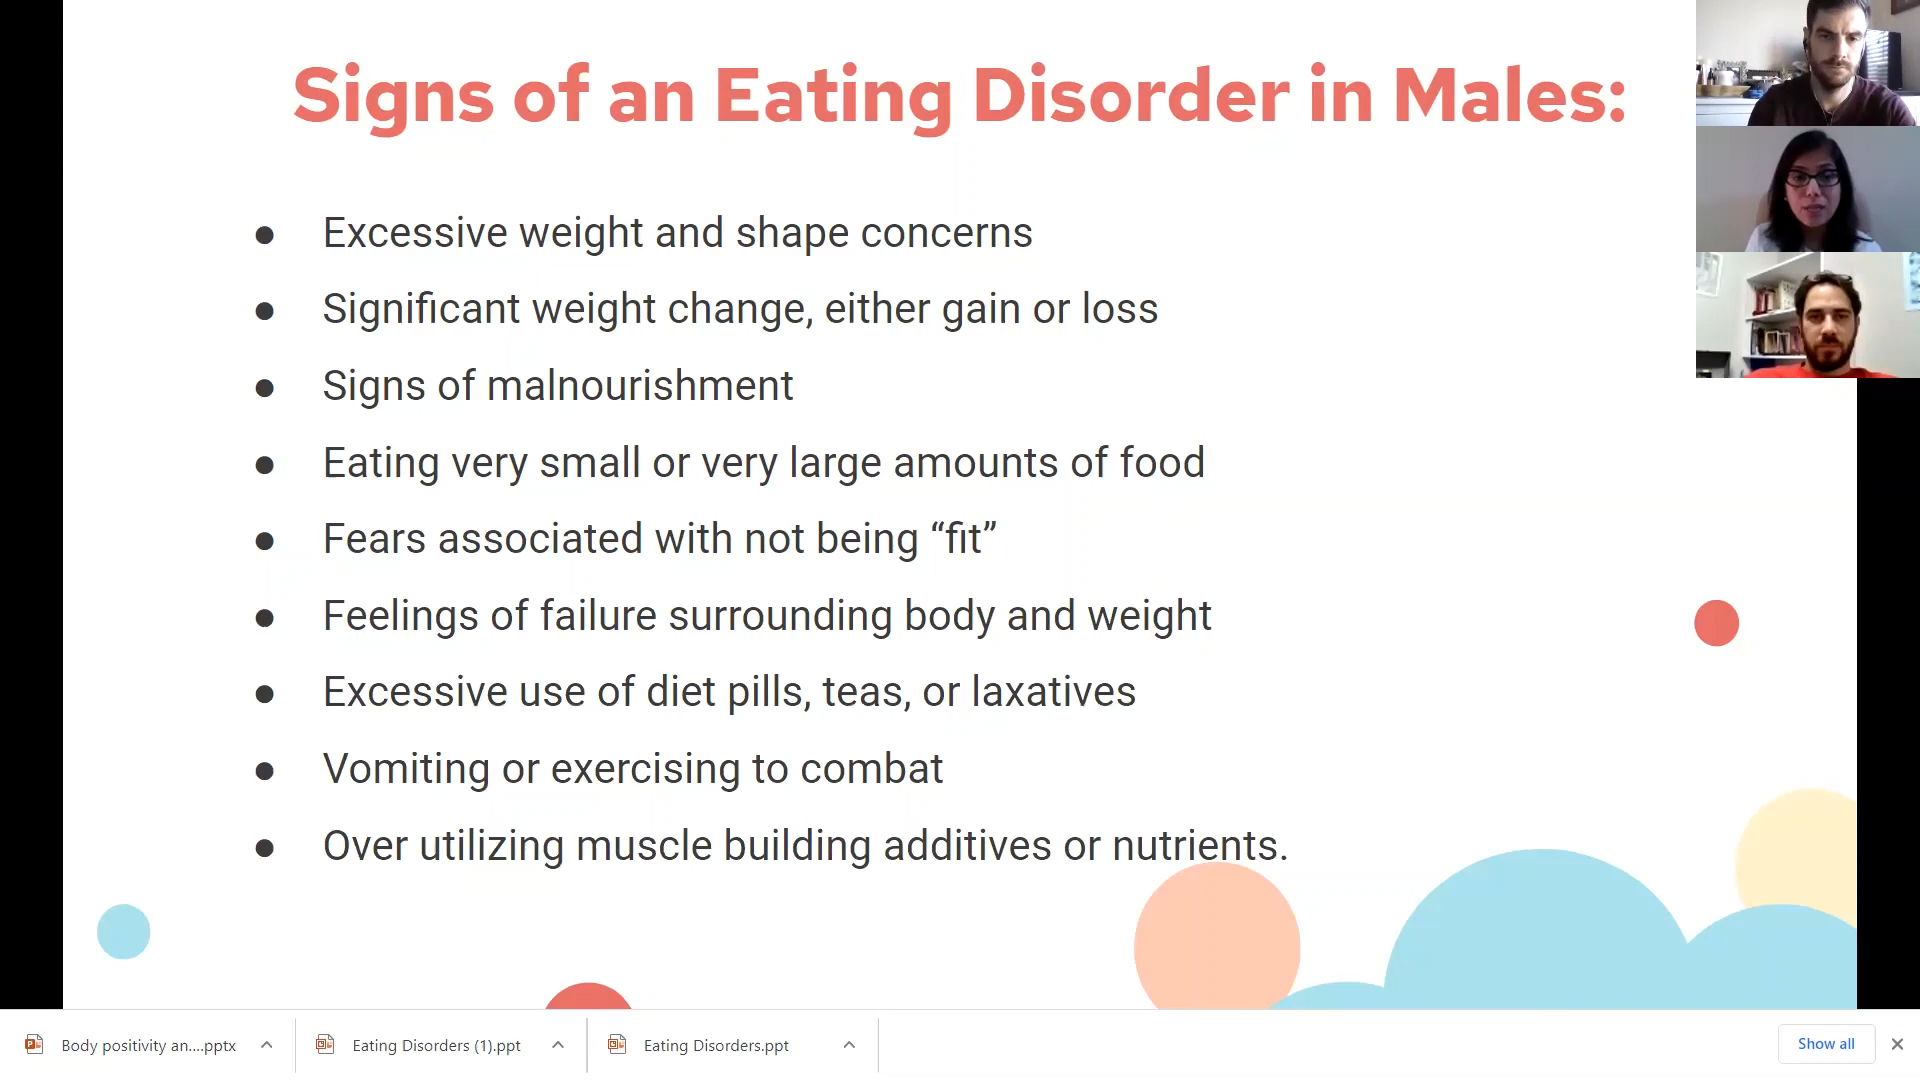 Signs of an Eating Disorder in Males:
● Excessive weight and shape concerns
● Significant weight change, either gain or loss
● Signs of malnourishment
● Eating very small or very large amounts of food
● Fears associated with not being “fit”
● Feelings of failure surrounding body and weight
● Excessive use of diet pills, teas, or laxatives
● Vomiting or exercising to combat
● Over utilizing muscle building additives or nutrients.
Body positivity an....pptx
Eating Disorders (1).ppt
Eating Disorders.ppt
Show all